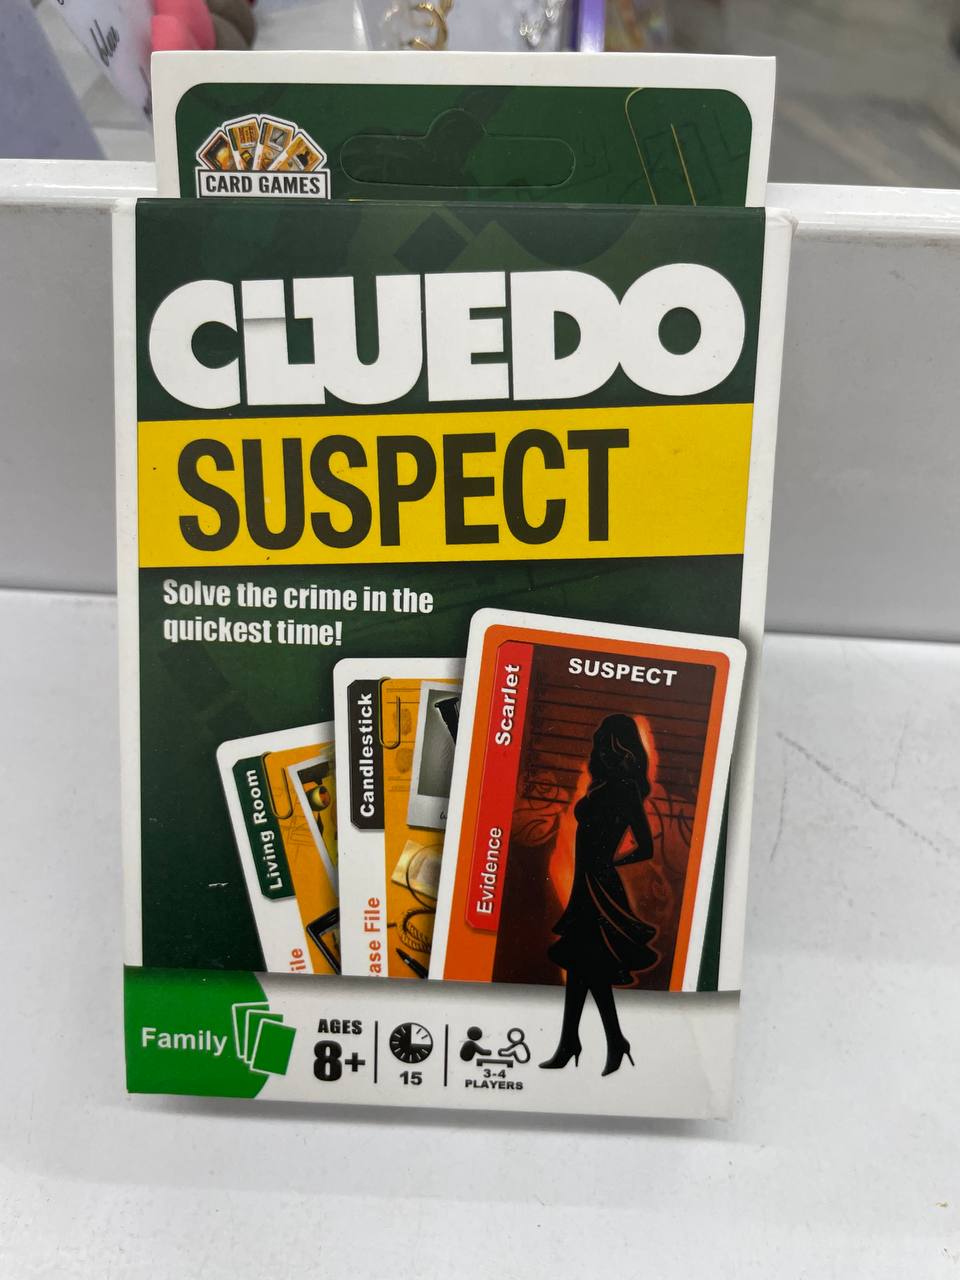 CARD GAMES
CLUEDO
SUSPECT
Solve the crime in the
quickest time!
SUSPECT
Scarlet
Evidence
Candlestick
ase File
Living Room
ile
Family
AGES
8+
15
3-4
PLAYERS